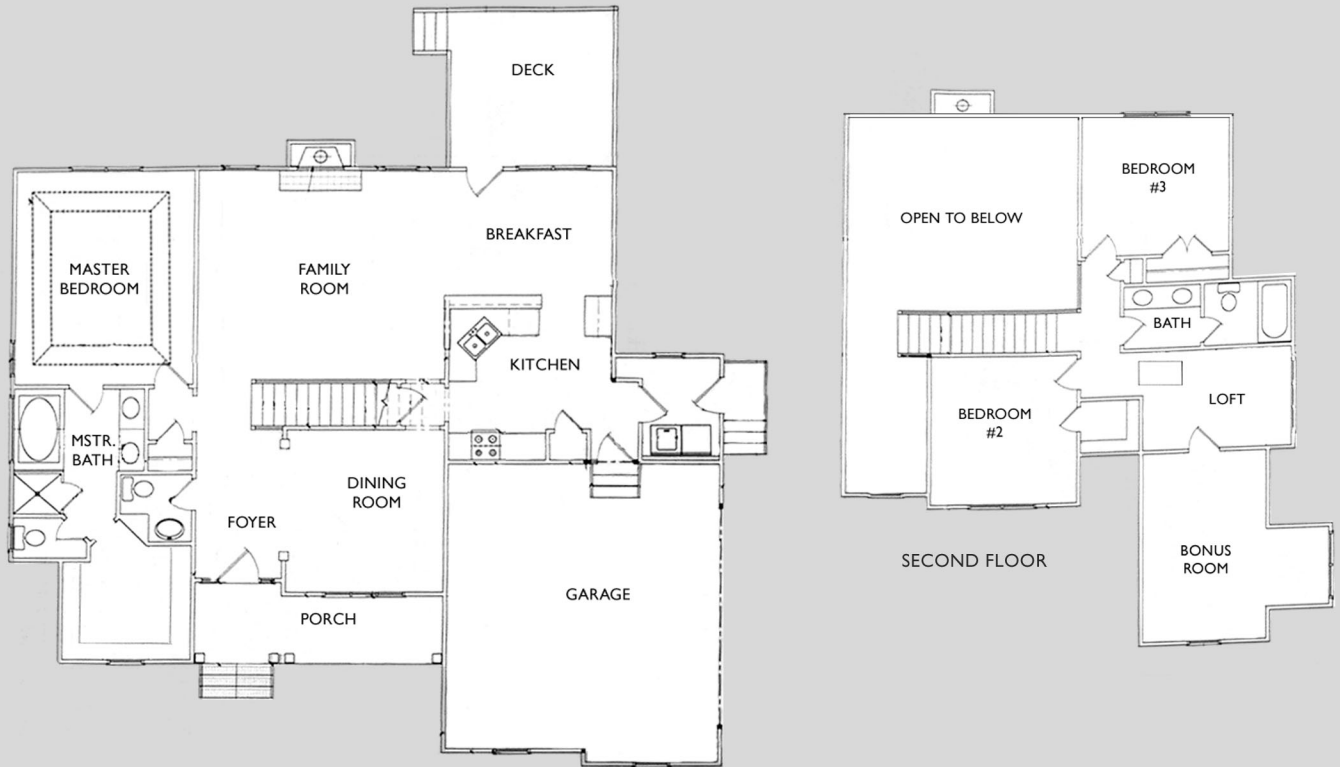 DECK
BREAKFAST
MASTER
BEDROOM
FAMILY
ROOM
KITCHEN
MSTR.
BATH
DINING
ROOM
FOYER
PORCH
GARAGE
OPEN TO BELOW
BEDROOM
#3
BATH
LOFT
BEDROOM
#2
BONUS
ROOM
SECOND FLOOR